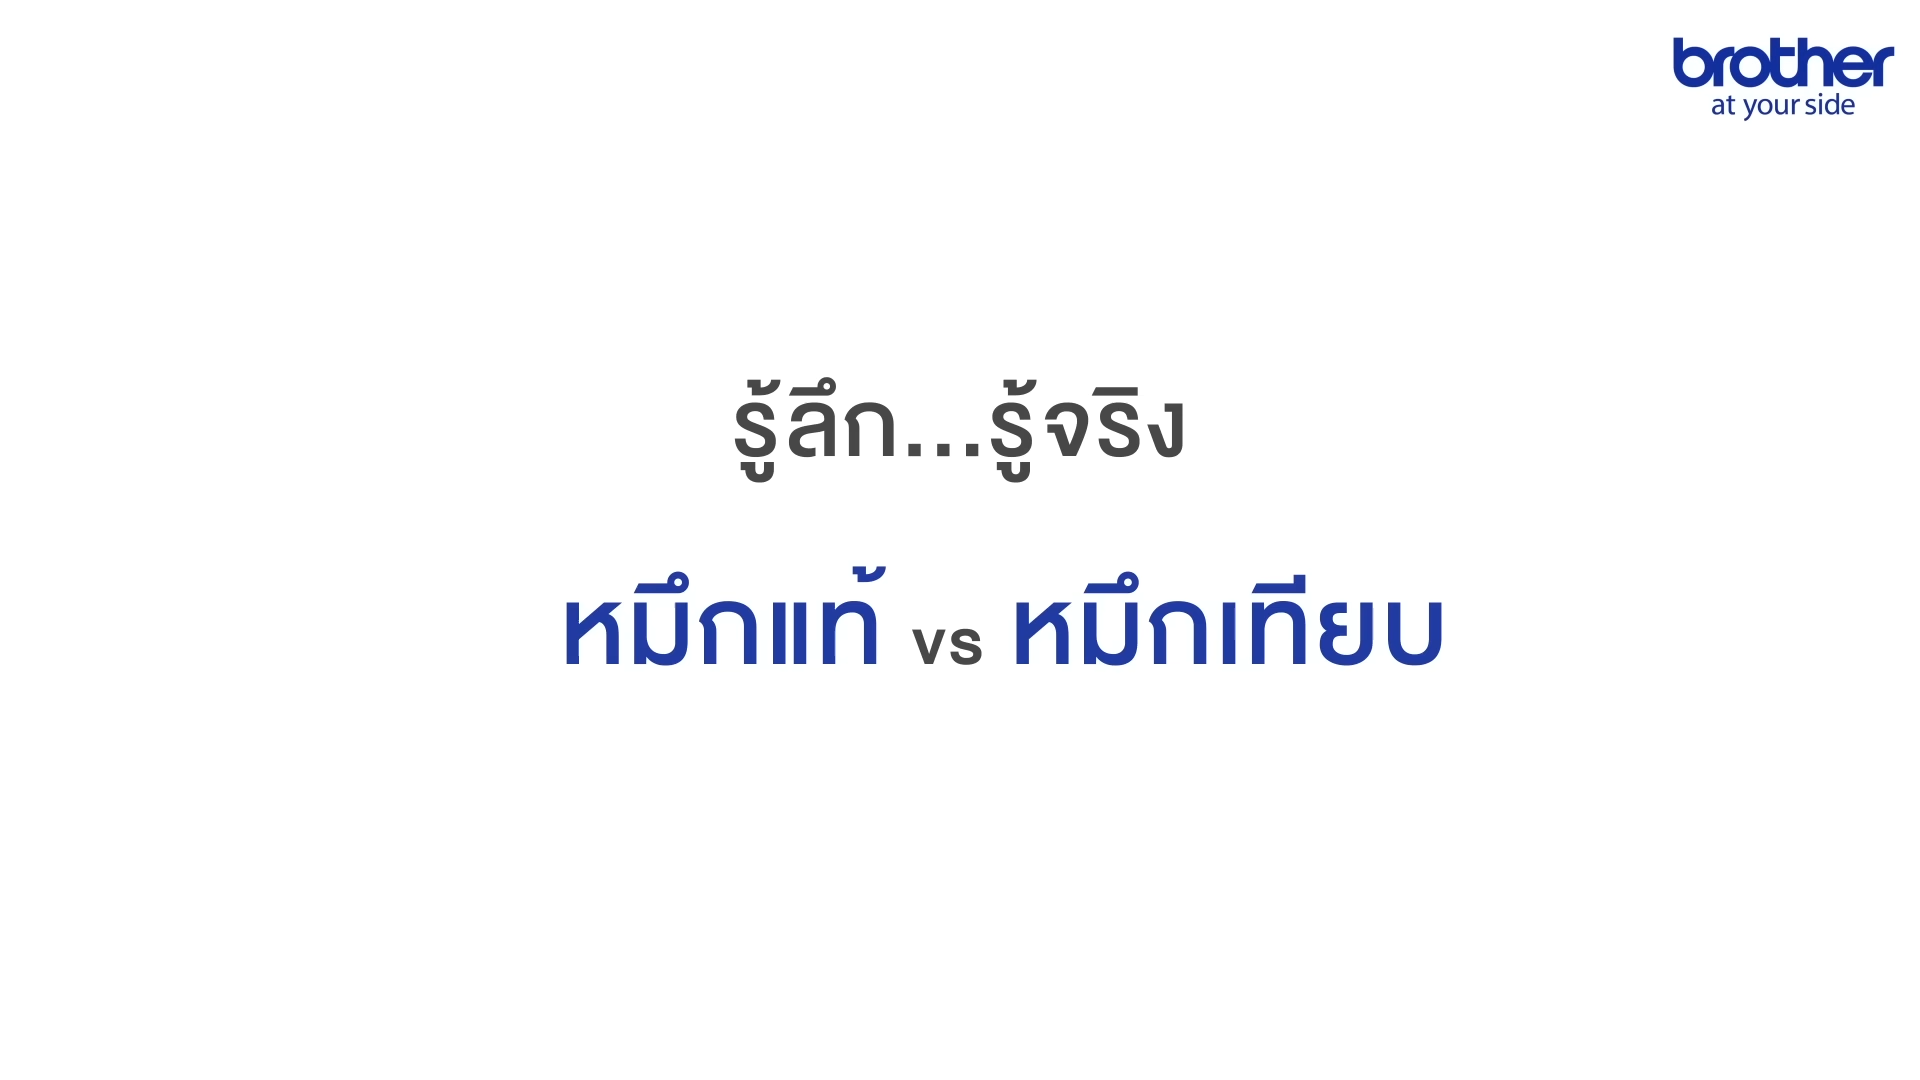 brother
at your side
รู้ลึก...รู้จริง
หมึกแท้ vs หมึกเทียบ